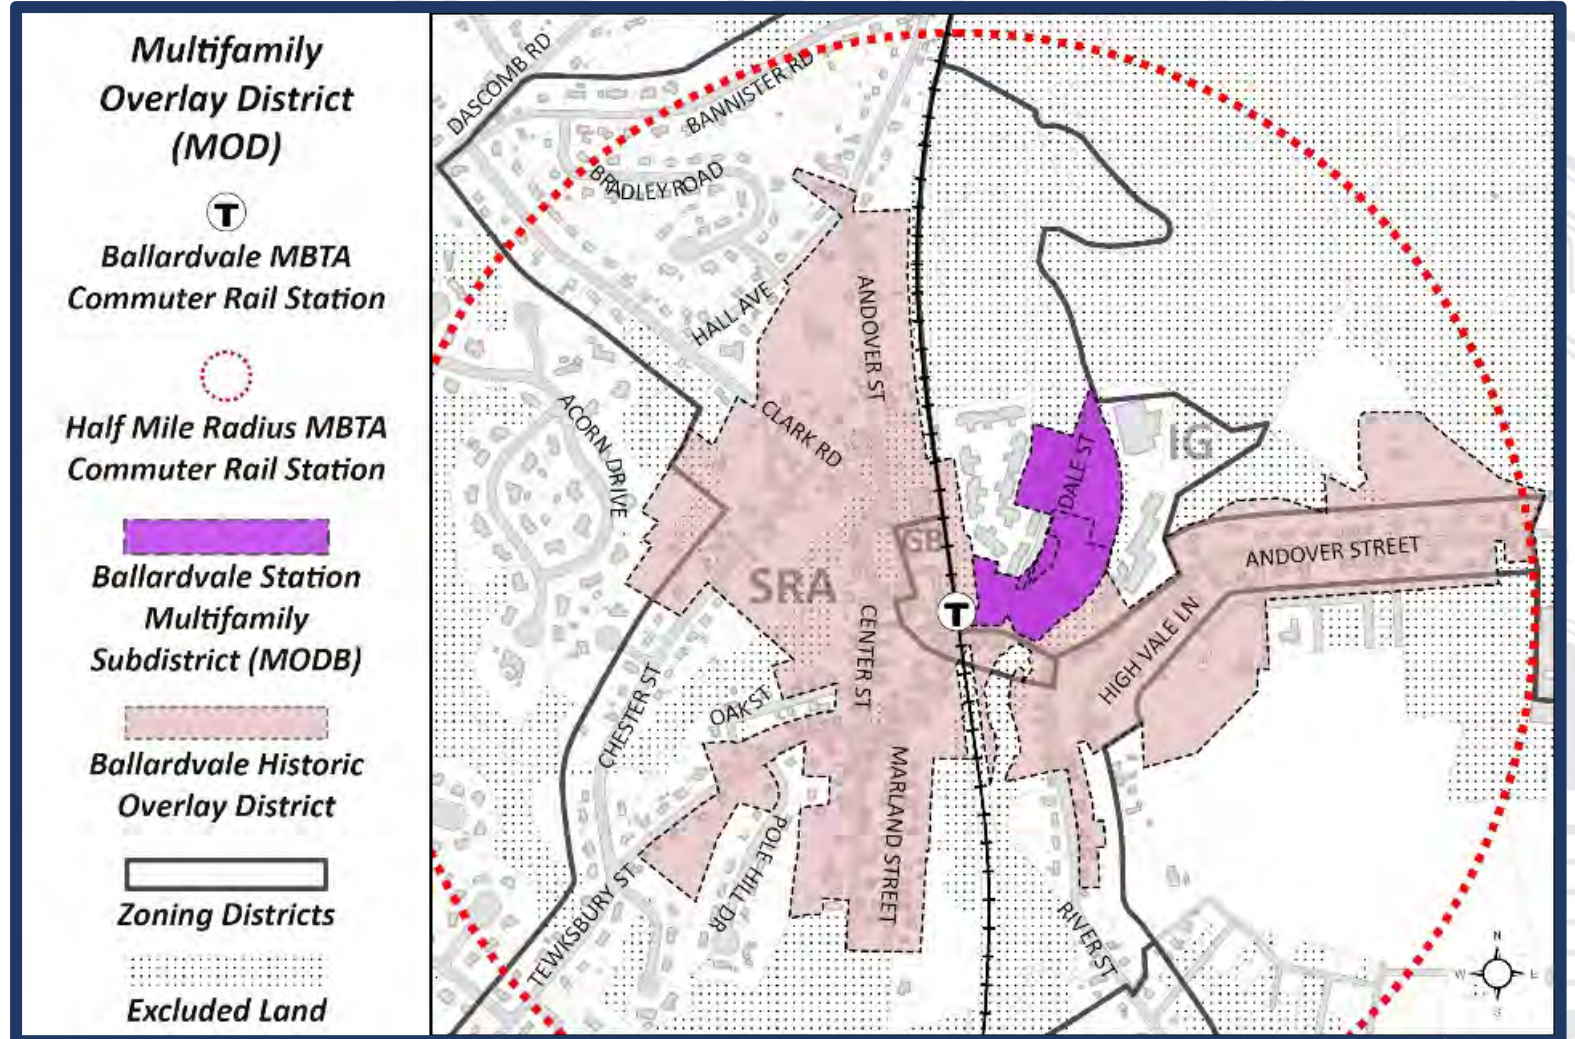 Multifamily
Overlay District
(MOD)
T
Ballardvale MBTA
Commuter Rail Station
Half Mile Radius MBTA
Commuter Rail Station
Ballardvale Station
Multifamily
Subdistrict (MODB)
Ballardvale Historic
Overlay District
Zoning Districts
Excluded Land
DASCOMB RD
BANNISTER RD
BRADLEY ROAD
HALL AVE
ANDOVER ST
ACORN DRIVE
CLARK RD
DALE ST
IG
GB
SRA
ANDOVER STREET
T
CENTER ST
HIGH VALE LN
CHESTER ST
OAK ST
MARLAND STREET
POLE HILL DR
TEWKSBURY ST
RIVER ST
N
W
E
S